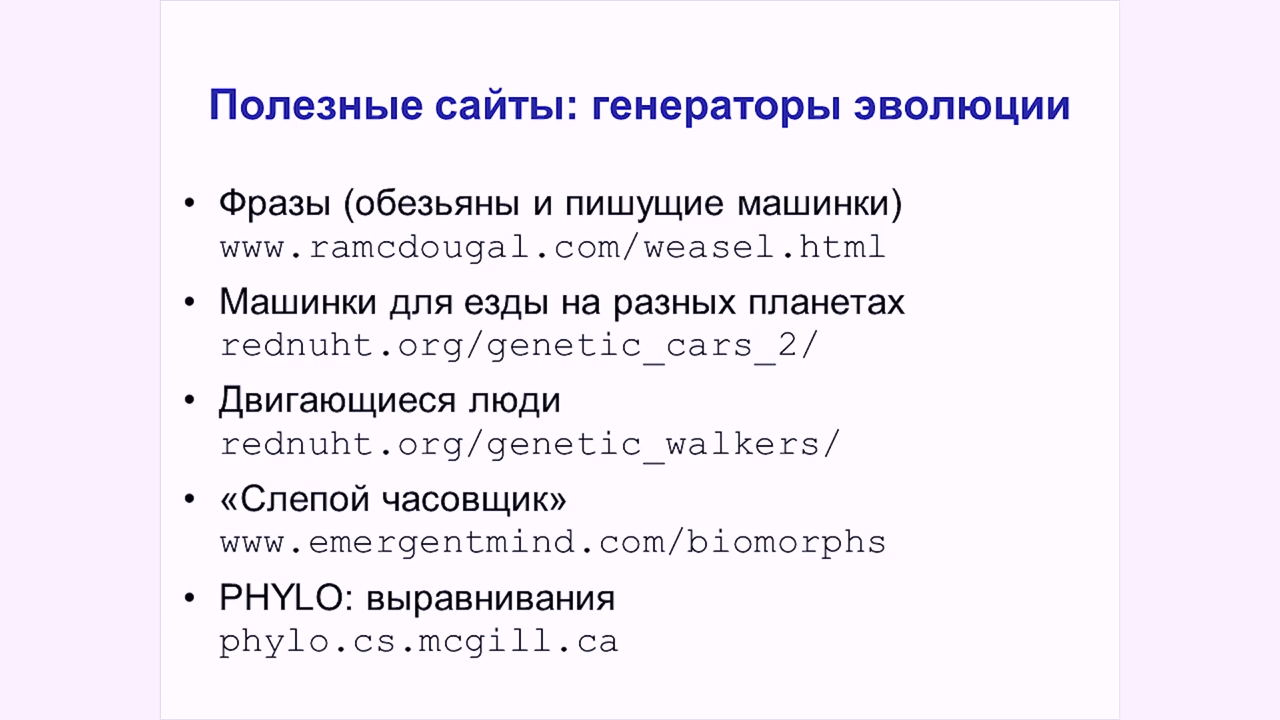 Полезные сайты: генераторы эволюции
• Фразы (обезьяны и пишущие машинки)
www.ramcdougal.com/weasel.html
• Машинки для езды на разных планетах
rednuht.org/genetic_cars_2/
• Двигающиеся люди
rednuht.org/genetic_walkers/
• «Слепой часовщик»
www.emergentmind.com/biomorphs
• PHYLO: выравнивания
phylo.cs.mcgill.ca